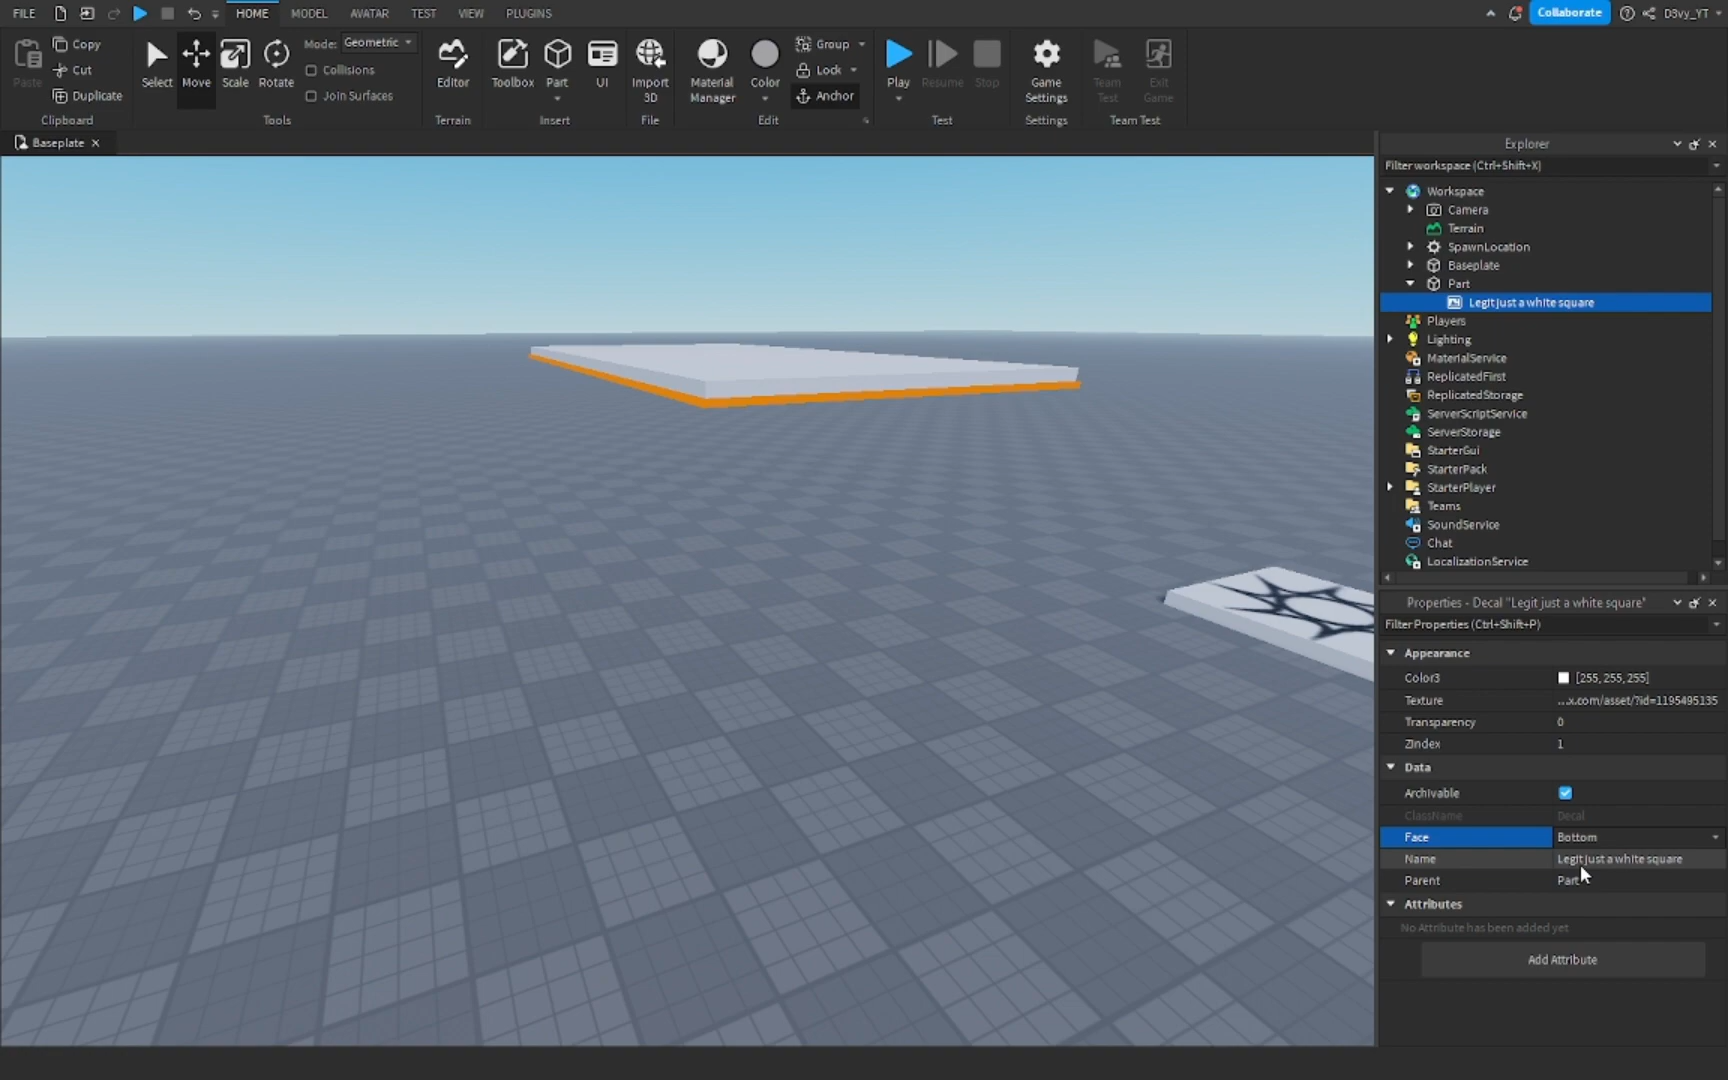 FILE HOME MODEL AVATAR TEST VIEW PLUGINS Collaborate D3vy_YT
Paste Copy Cut Duplicate Clipboard
Select Move Scale Rotate Mode: Geometric Collisions Join Surfaces Tools
Editor Terrain
Toolbox Part UI Insert
Import 3D File
Material Manager Color Group Lock Anchor Edit
Play Resume Stop Test
Game Settings Settings
Team Test Exit Game Team Test
Baseplate
Explorer
Filter workspace (Ctrl+Shift+X)
Workspace
Camera
Terrain
SpawnLocation
Baseplate
Part
Legit just a white square
Players
Lighting
MaterialService
ReplicatedFirst
ReplicatedStorage
ServerScriptService
ServerStorage
StarterGui
StarterPack
StarterPlayer
Teams
SoundService
Chat
LocalizationService
Properties - Decal "Legit just a white square"
Filter Properties (Ctrl+Shift+P)
Appearance
Color3 [255, 255, 255]
Texture ...x.com/asset/?id=1195495135
Transparency 0
ZIndex 1
Data
Archivable
ClassName Decal
Face Bottom
Name Legit just a white square
Parent Part
Attributes
No Attribute has been added yet
Add Attribute